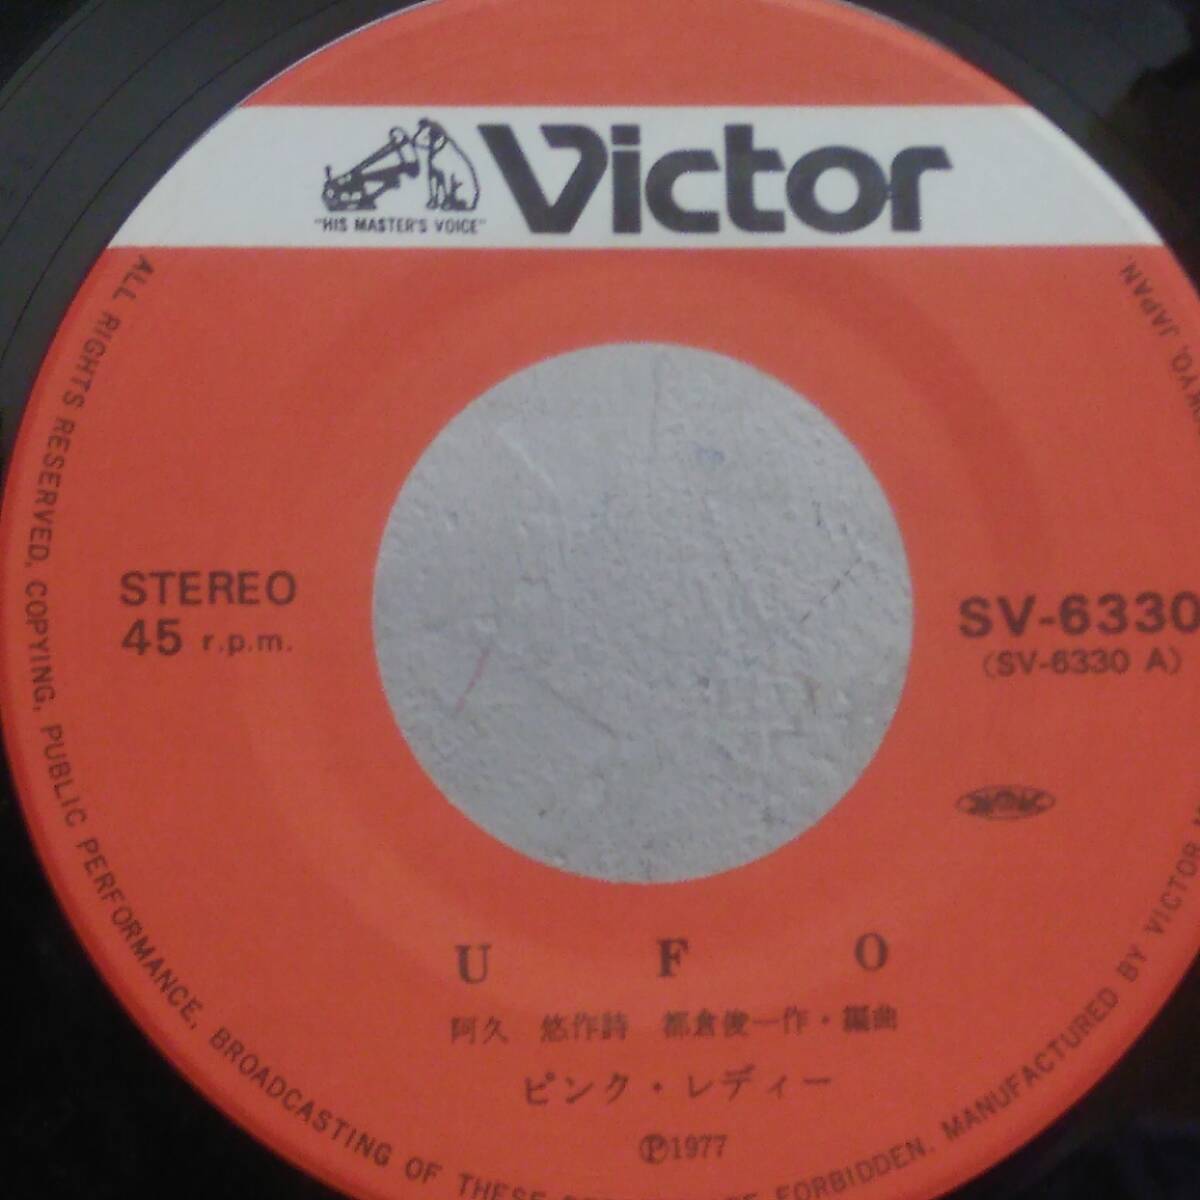 "HIS MASTER'S VOICE"
Victor
STEREO
45 r.p.m.
SV-6330
(SV-6330 A)
U F O
阿久 悠作詩 都倉俊一作・編曲
ピンク・レディー
Ⓟ1977
ALL RIGHTS RESERVED, COPYING, PUBLIC PERFORMANCE, BROADCASTING OF THESE FORBIDDEN. MANUFACTURED BY VICTOR JAPAN.